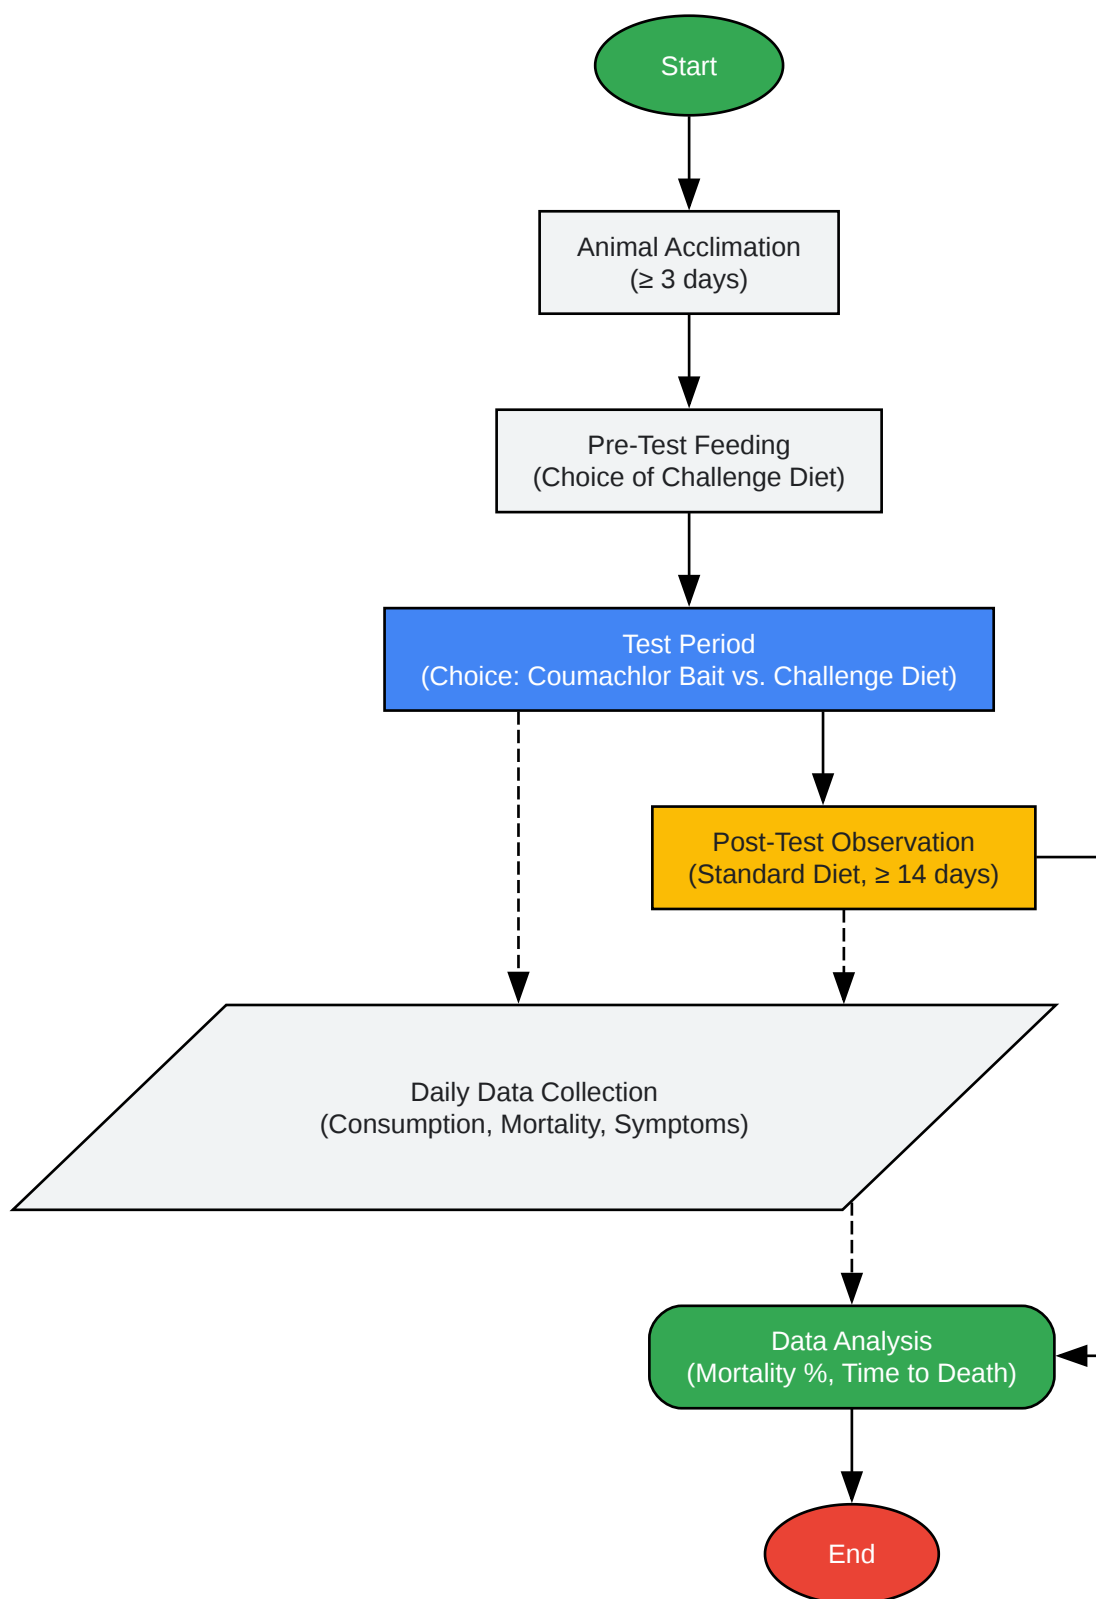 Start
Animal Acclimation
(≥ 3 days)
Pre-Test Feeding
(Choice of Challenge Diet)
Test Period
(Choice: Coumachlor Bait vs. Challenge Diet)
Post-Test Observation
(Standard Diet, ≥ 14 days)
Daily Data Collection
(Consumption, Mortality, Symptoms)
Data Analysis
(Mortality %, Time to Death)
End